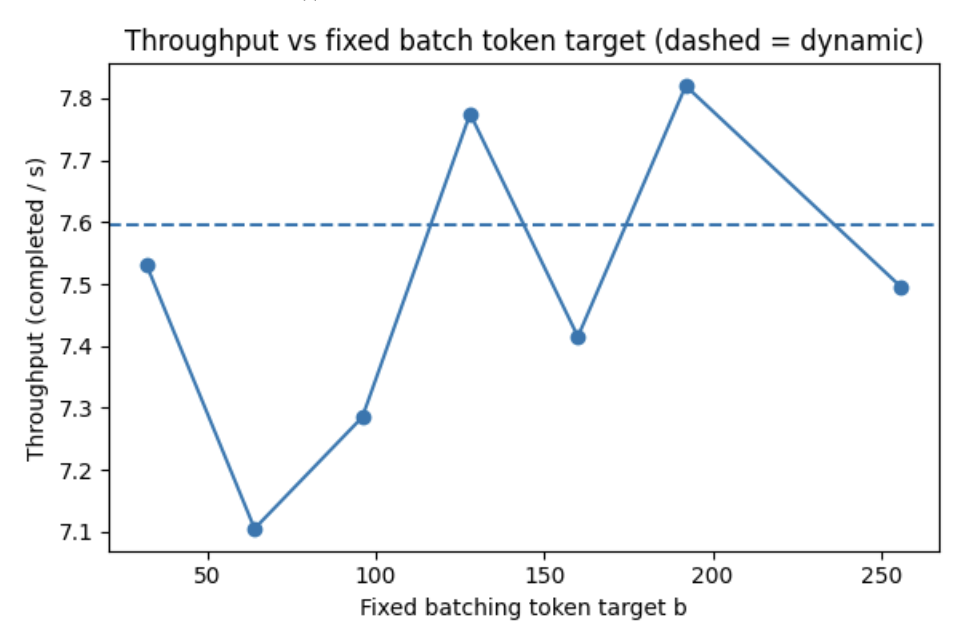 Throughput vs fixed batch token target (dashed = dynamic)
7.8
7.7
7.6
7.5
7.4
7.3
7.2
7.1
Throughput (completed / s)
50 100 150 200 250
Fixed batching token target b